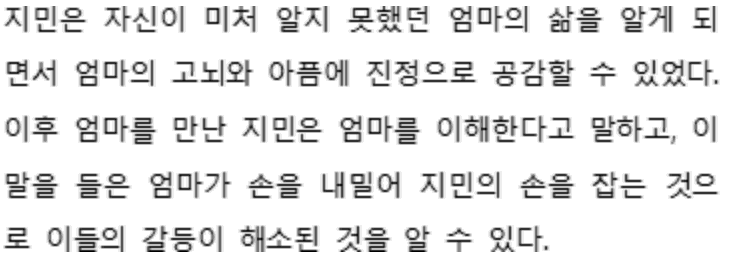 지민은 자신이 미처 알지 못했던 엄마의 삶을 알게 되
면서 엄마의 고뇌와 아픔에 진정으로 공감할 수 있었다.
이후 엄마를 만난 지민은 엄마를 이해한다고 말하고, 이
말을 들은 엄마가 손을 내밀어 지민의 손을 잡는 것으
로 이들의 갈등이 해소된 것을 알 수 있다.